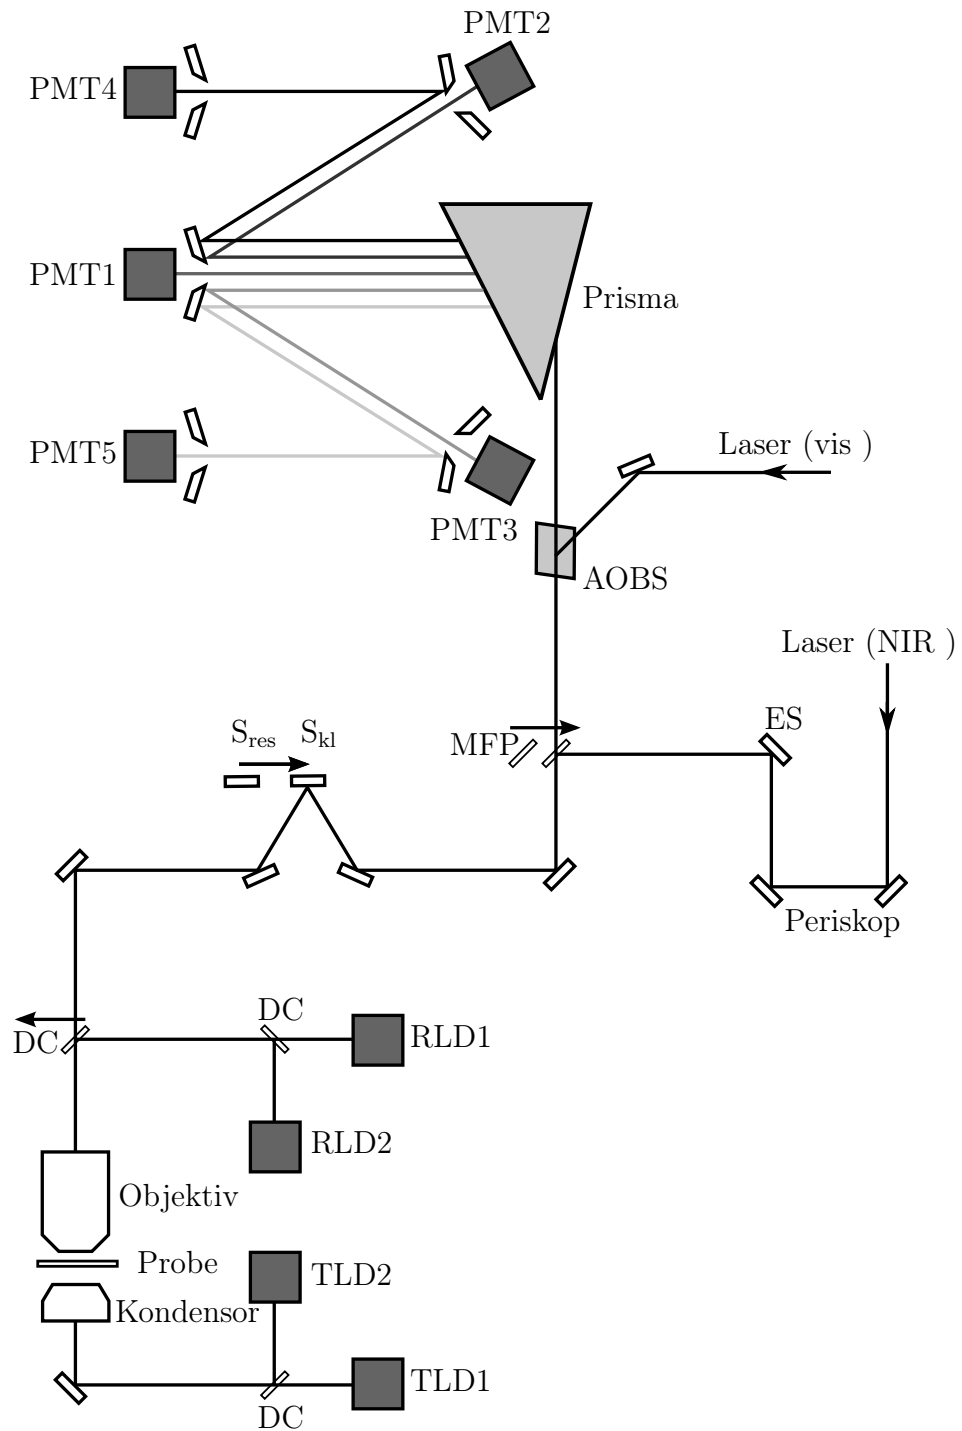 PMT2
PMT4
PMT1
Prisma
PMT5
Laser (vis )
PMT3
AOBS
Laser (NIR )
ES
S_res S_kl
MFP
Periskop
DC
RLD1
DC
RLD2
Objektiv
Probe
TLD2
Kondensor
TLD1
DC